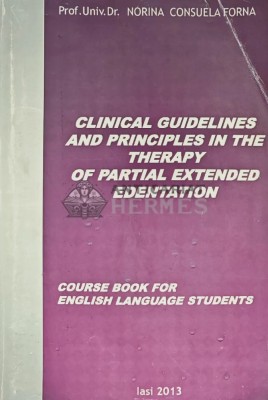 Prof.Univ.Dr. NORINA CONSUELA FORNA
CLINICAL GUIDELINES
AND PRINCIPLES IN THE
THERAPY
OF PARTIAL EXTENDED
EDENTATION
HERMES
COURSE BOOK FOR
ENGLISH LANGUAGE STUDENTS
Iasi 2013